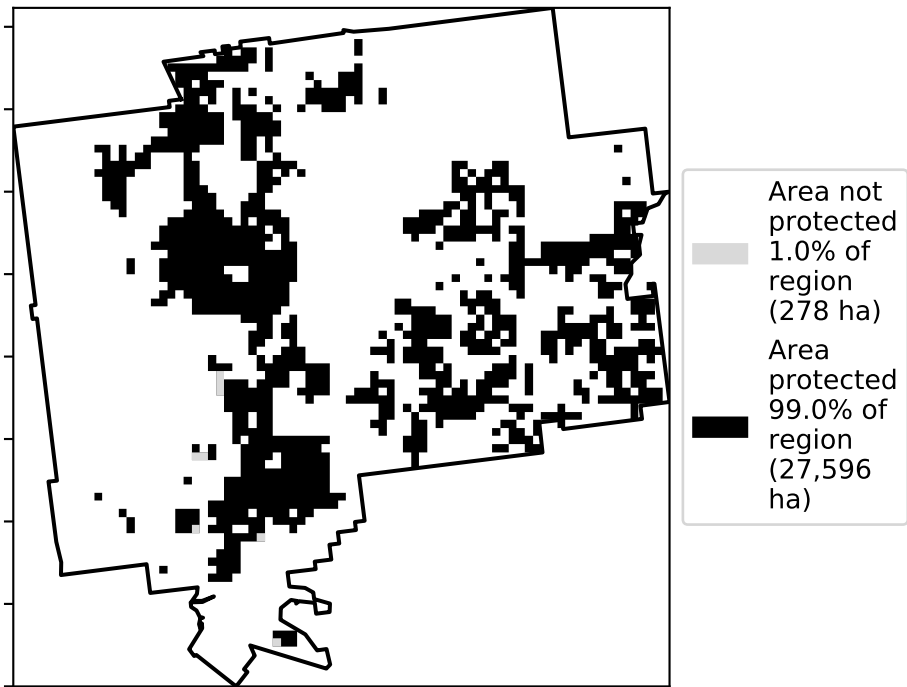 Area not
protected
1.0% of
region
(278 ha)
Area
protected
99.0% of
region
(27,596
ha)